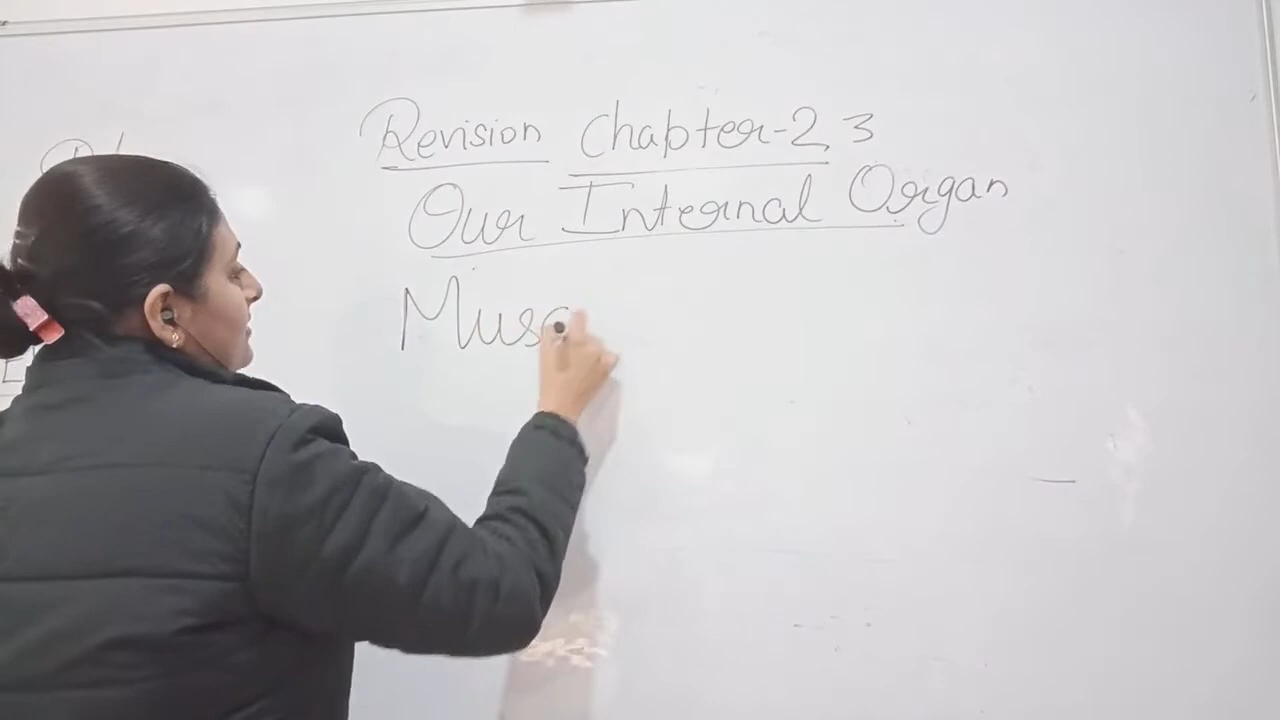 Revision Chapter-2, 3
Our Internal Organ
Musc